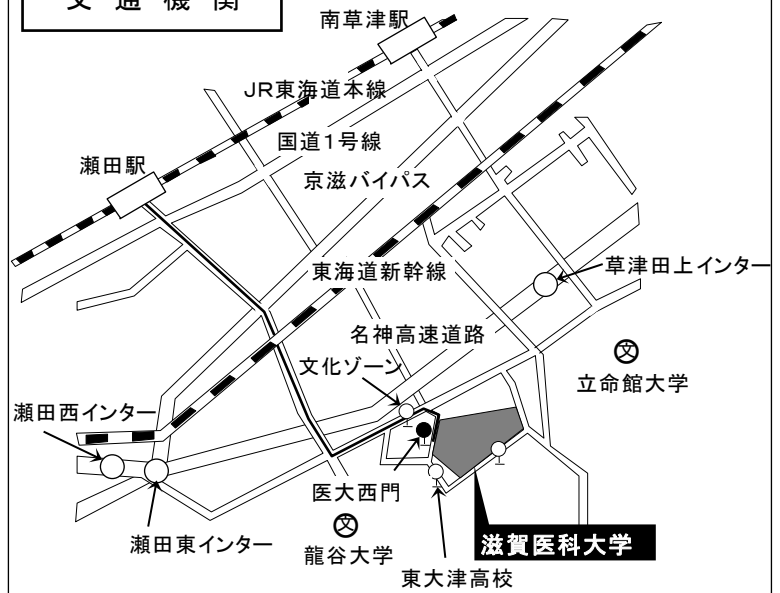 交通機関
南草津駅
JR東海道本線
国道1号線
瀬田駅
京滋バイパス
東海道新幹線
草津田上インター
名神高速道路
文化ゾーン
文
立命館大学
瀬田西インター
医大西門
文
瀬田東インター
龍谷大学
滋賀医科大学
東大津高校